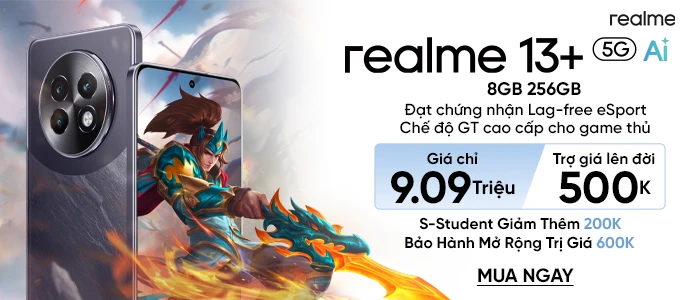 realme
realme 13+ 5G Ai
8GB 256GB
Đạt chứng nhận Lag-free eSport
Chế độ GT cao cấp cho game thủ
Giá chỉ
9.09 Triệu
Trợ giá lên đời
500K
S-Student Giảm Thêm 200K
Bảo Hành Mở Rộng Trị Giá 600K
MUA NGAY